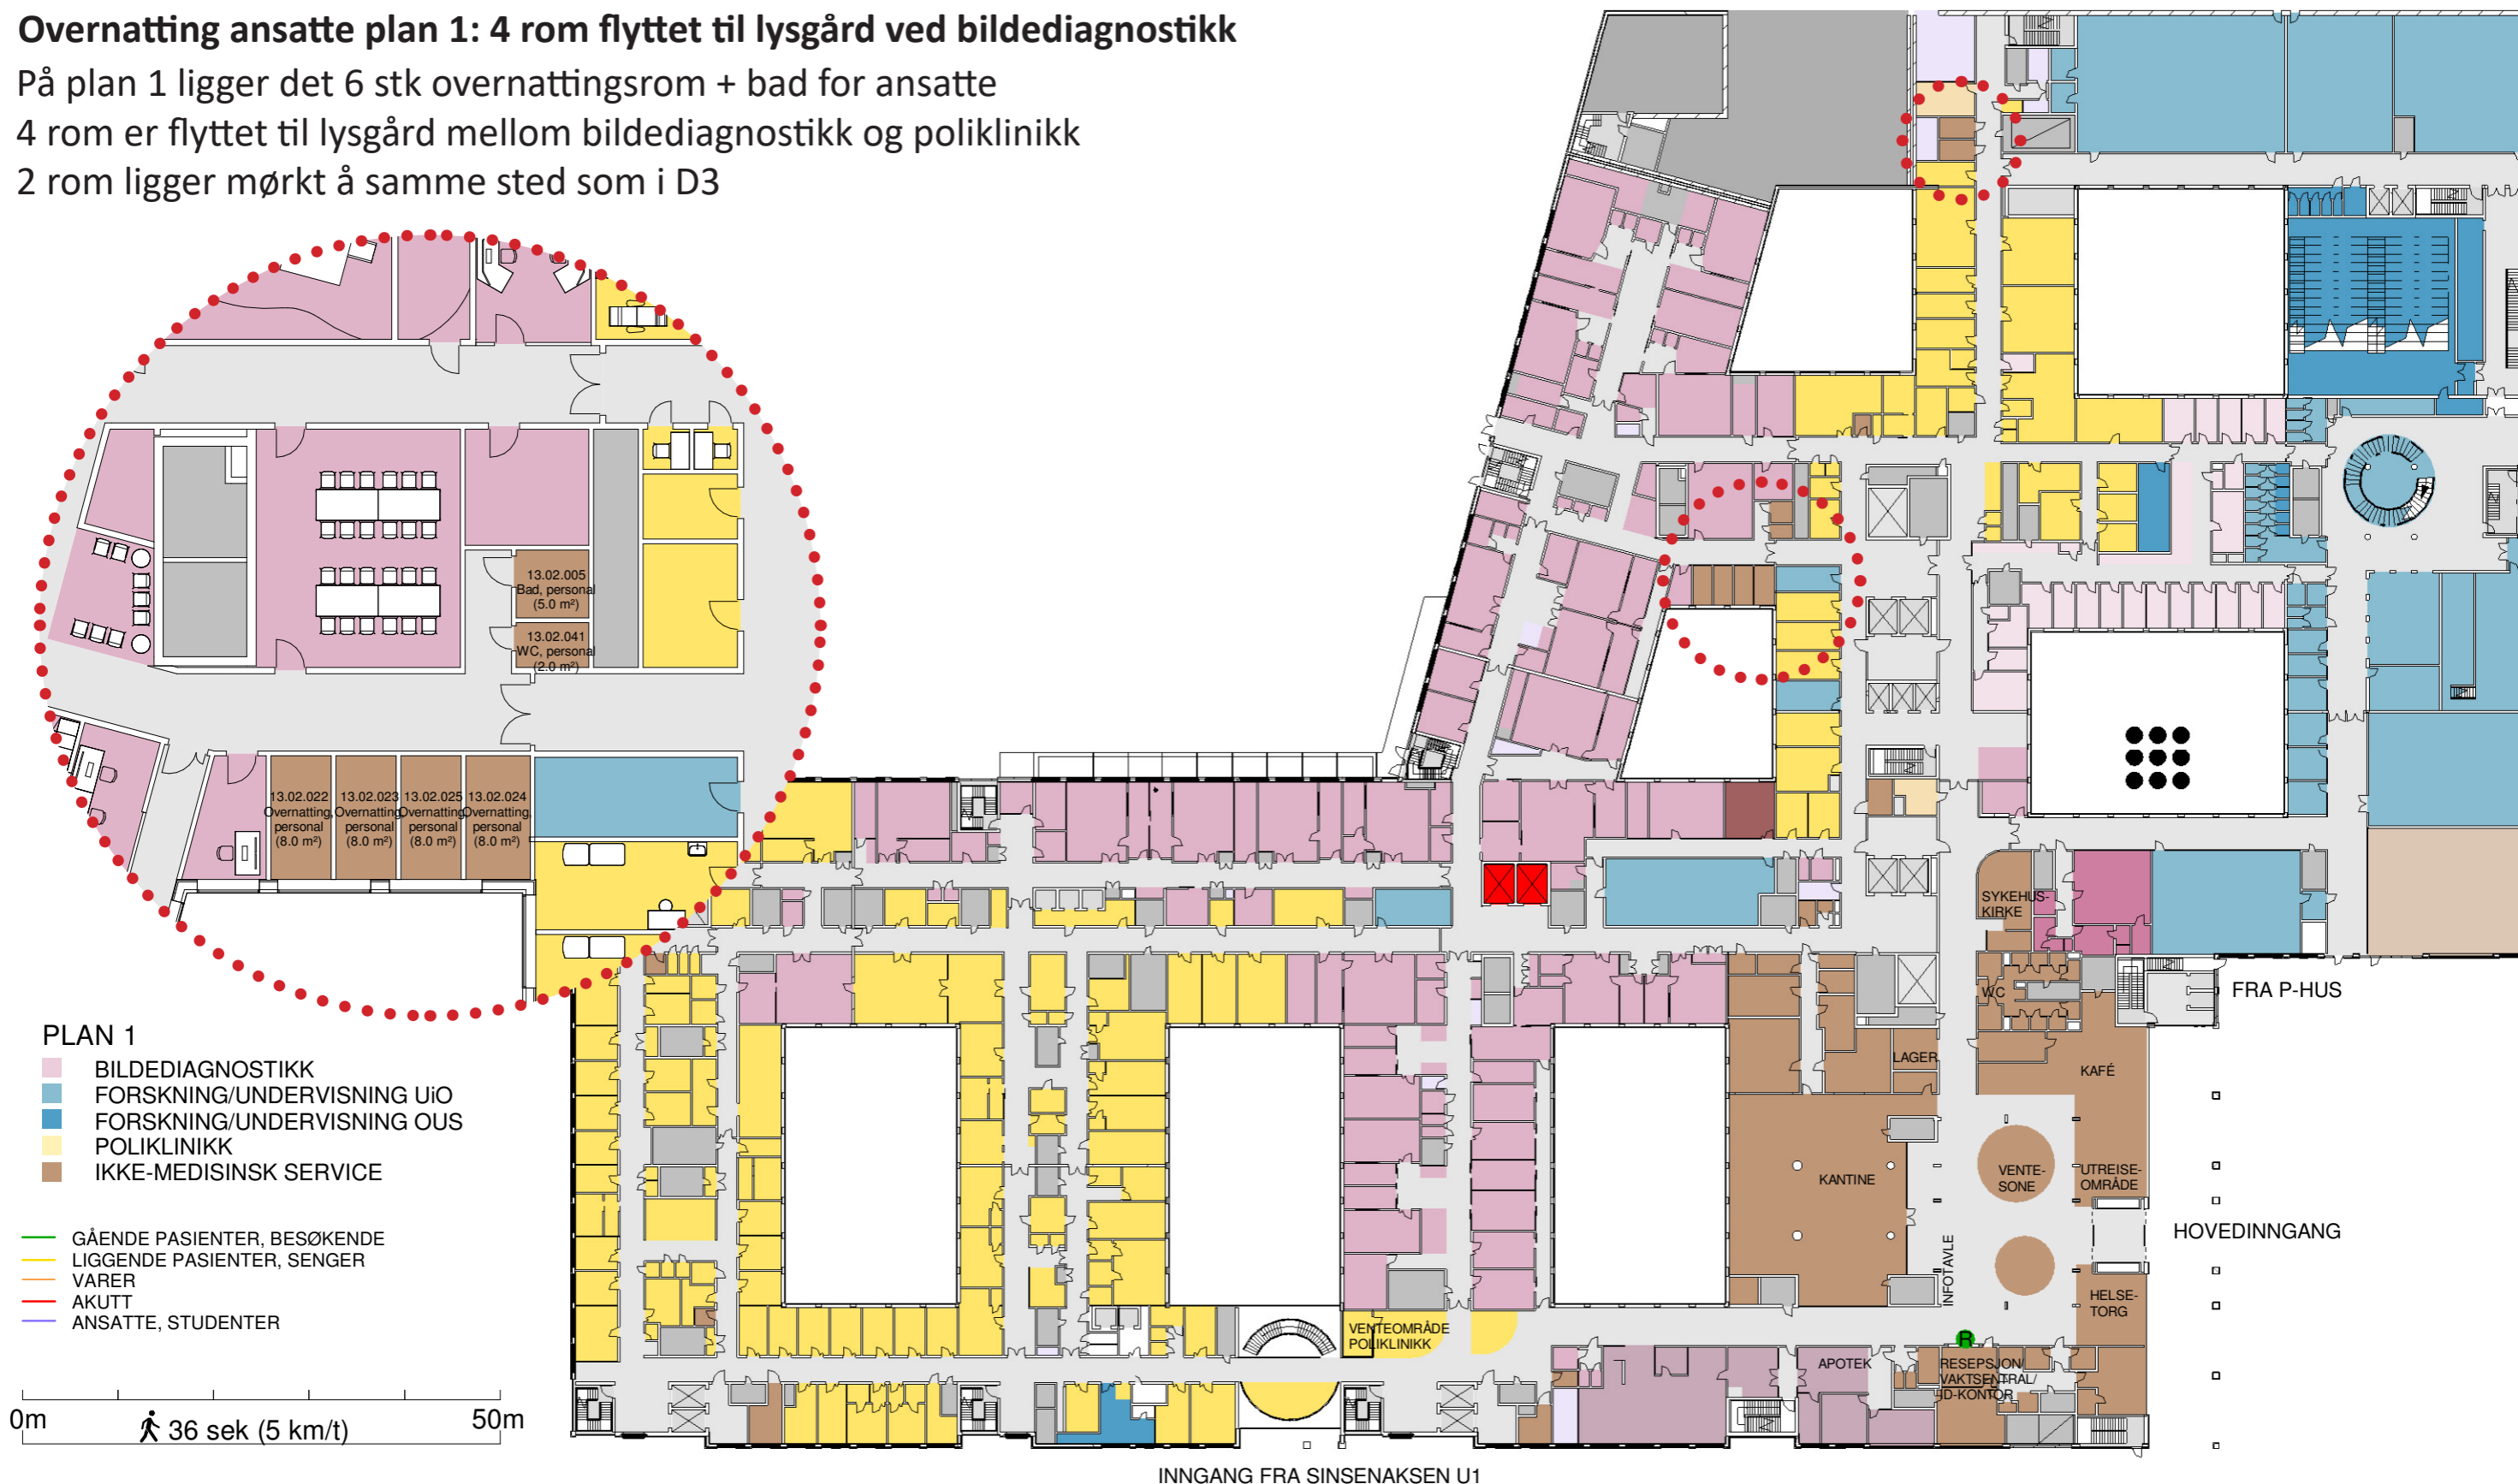 Overnatting ansatte plan 1: 4 rom flyttet til lysgård ved bildediagnostikk
På plan 1 ligger det 6 stk overnattingsrom + bad for ansatte
4 rom er flyttet til lysgård mellom bildediagnostikk og poliklinikk
2 rom ligger mørkt å samme sted som i D3
13.02.005
Bad, personal
(5.0 m²)
13.02.041
WC, personal
(2.0 m²)
13.02.022
Overnatting,
personal
(8.0 m²)
13.02.023
Overnatting,
personal
(8.0 m²)
13.02.025
Overnatting,
personal
(8.0 m²)
13.02.024
Overnatting,
personal
(8.0 m²)
SYKEHUS-
KIRKE
WC
FRA P-HUS
LAGER
KAFÉ
KANTINE
VENTE-
SONE
UTREISE-
OMRÅDE
HOVEDINNGANG
INFOTAVLE
HELSE-
TORG
VENTEOMRÅDE
POLIKLINIKK
R
APOTEK
RESEPSJON/
VAKTSENTRAL/
ID-KONTOR
INNGANG FRA SINSENAKSEN U1
PLAN 1
BILDEDIAGNOSTIKK
FORSKNING/UNDERVISNING UiO
FORSKNING/UNDERVISNING OUS
POLIKLINIKK
IKKE-MEDISINSK SERVICE
GÅENDE PASIENTER, BESØKENDE
LIGGENDE PASIENTER, SENGER
VARER
AKUTT
ANSATTE, STUDENTER
0m
36 sek (5 km/t)
50m